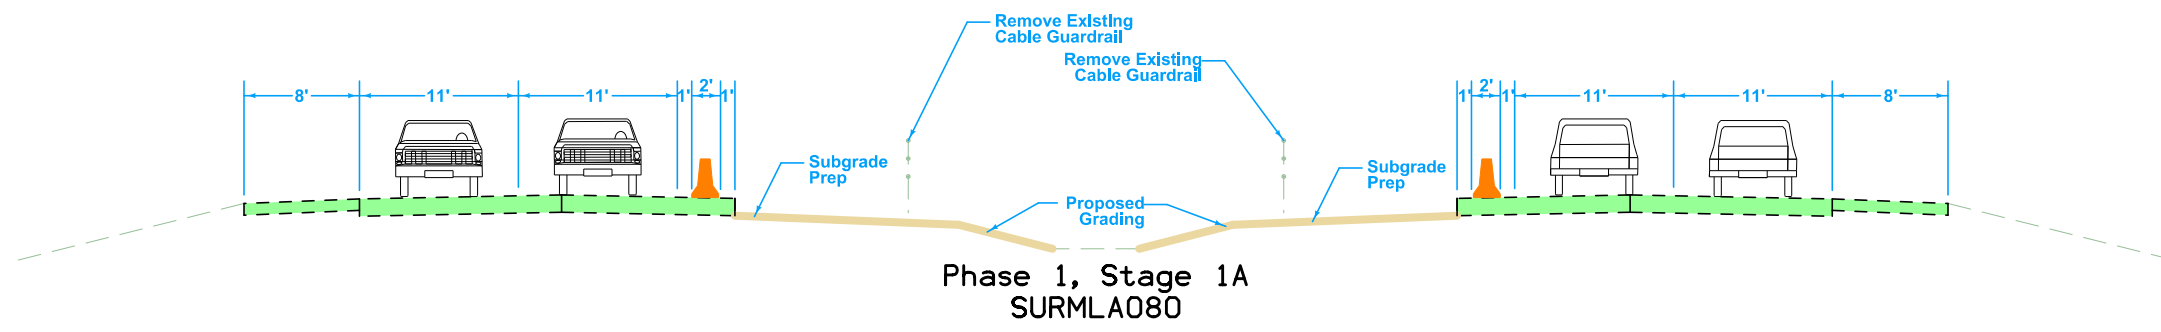 Remove Existing
Cable Guardrail
Remove Existing
Cable Guardrail
8'
11'
11'
1'
2'
1'
1'
2'
1'
11'
11'
8'
Subgrade
Prep
Subgrade
Prep
Proposed
Grading
Phase 1, Stage 1A
SURMLA080